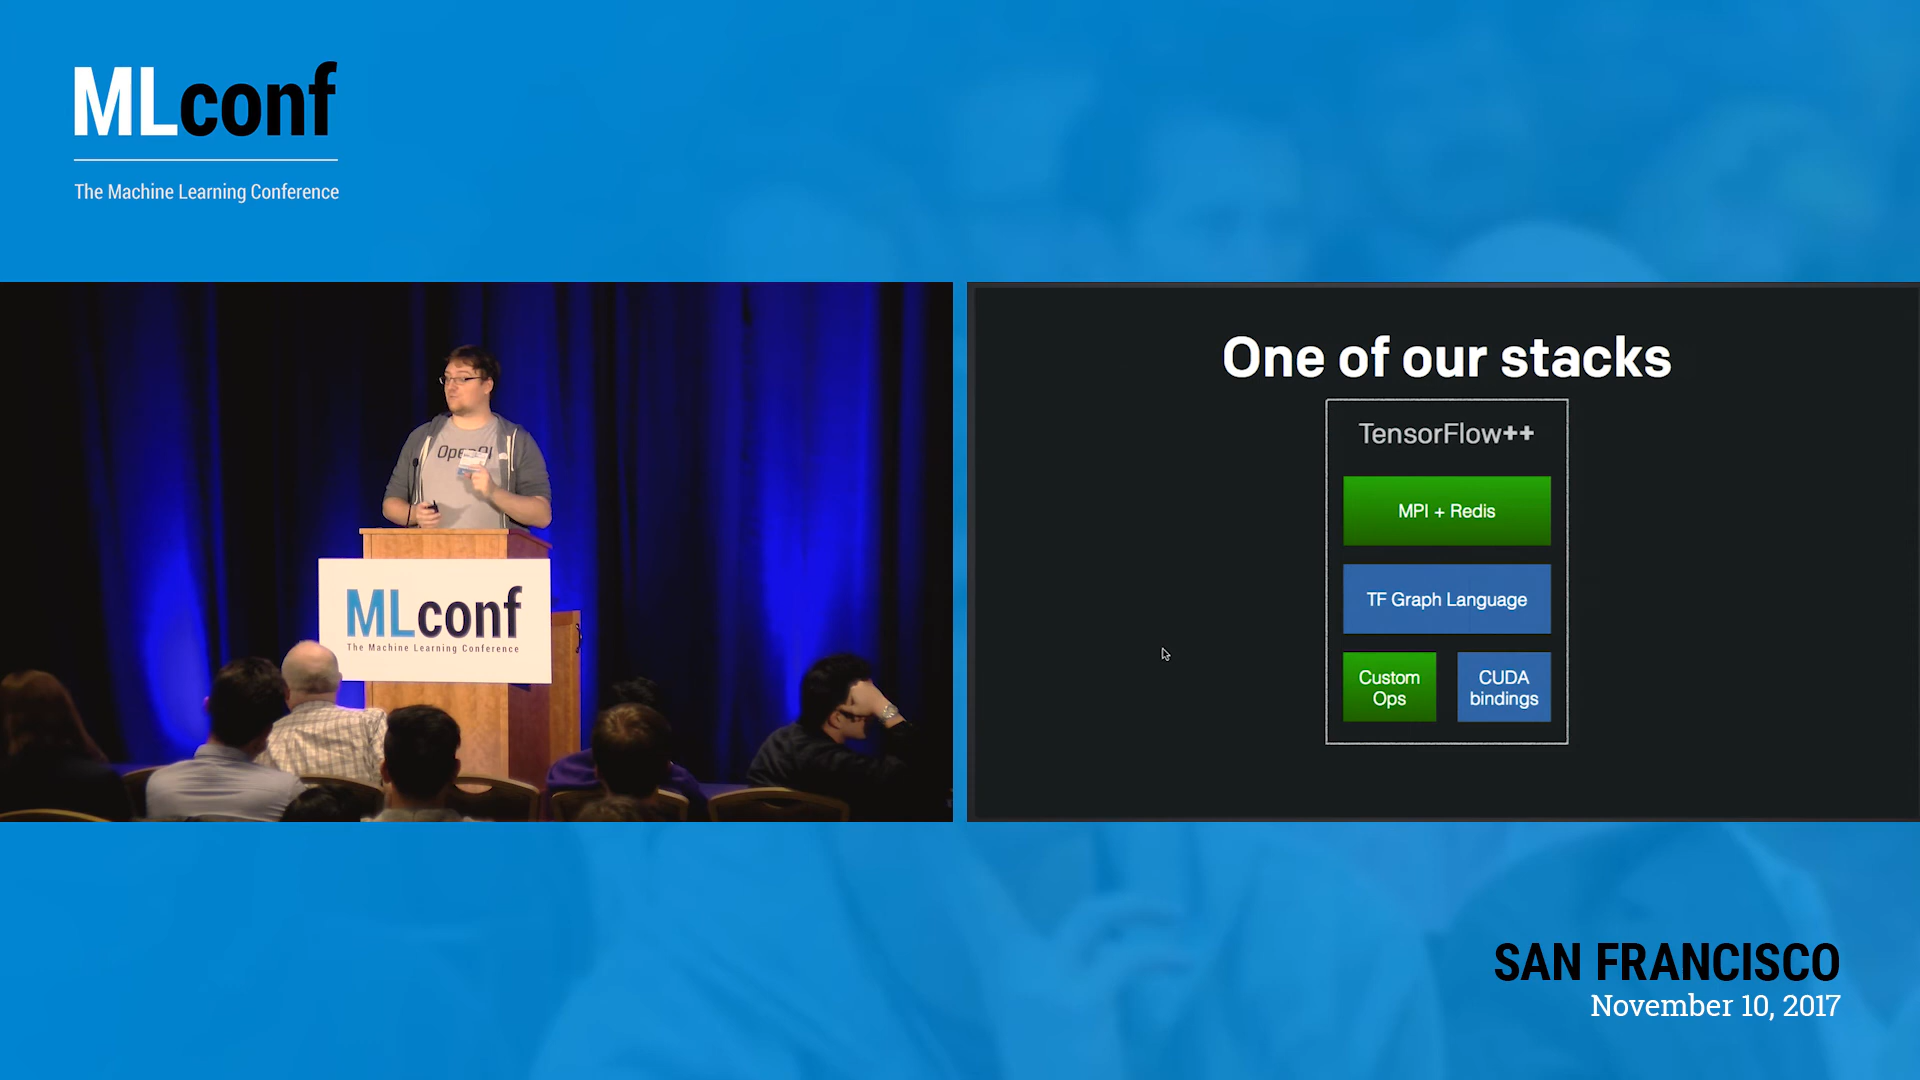 MLconf
The Machine Learning Conference
OpenAI
MLconf
The Machine Learning Conference
One of our stacks
TensorFlow++
MPI + Redis
TF Graph Language
Custom
Ops
CUDA
bindings
SAN FRANCISCO
November 10, 2017